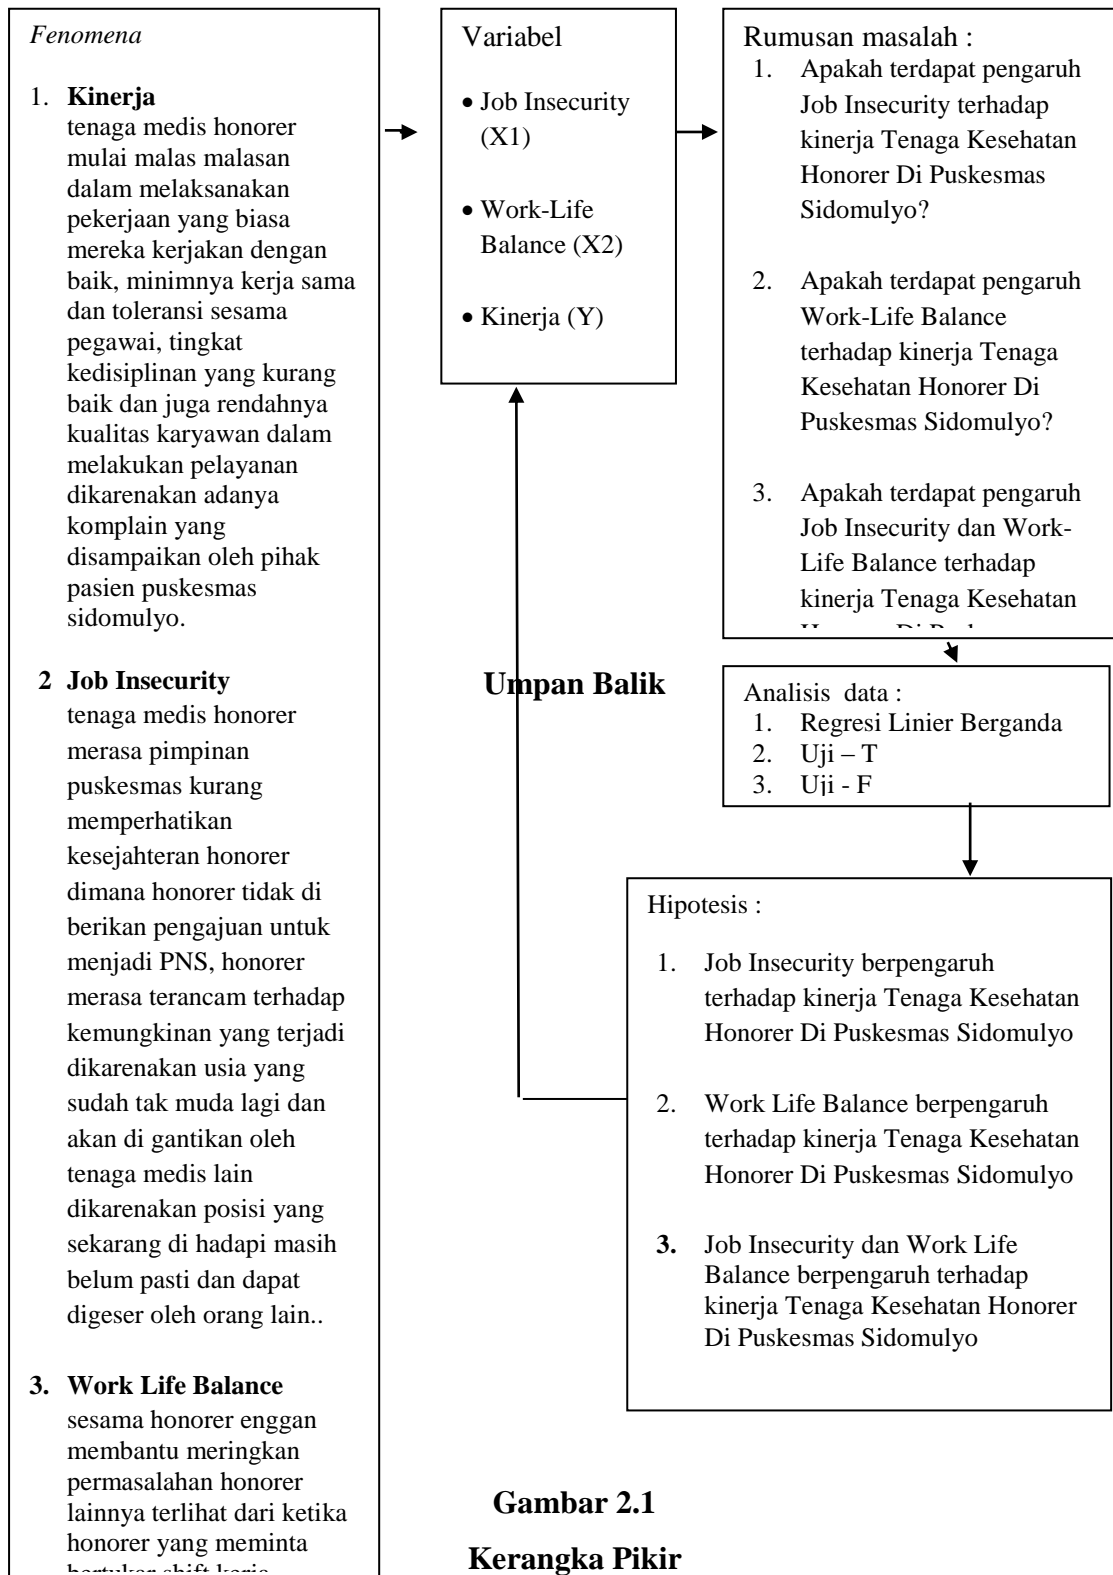 Fenomena
1. Kinerja
tenaga medis honorer
mulai malas malasan
dalam melaksanakan
pekerjaan yang biasa
mereka kerjakan dengan
baik, minimnya kerja sama
dan toleransi sesama
pegawai, tingkat
kedisiplinan yang kurang
baik dan juga rendahnya
kualitas karyawan dalam
melakukan pelayanan
dikarenakan adanya
komplain yang
disampaikan oleh pihak
pasien puskesmas
sidomulyo.
2 Job Insecurity
tenaga medis honorer
merasa pimpinan
puskesmas kurang
memperhatikan
kesejahteran honorer
dimana honorer tidak di
berikan pengajuan untuk
menjadi PNS, honorer
merasa terancam terhadap
kemungkinan yang terjadi
dikarenakan usia yang
sudah tak muda lagi dan
akan di gantikan oleh
tenaga medis lain
dikarenakan posisi yang
sekarang di hadapi masih
belum pasti dan dapat
digeser oleh orang lain..
3. Work Life Balance
sesama honorer enggan
membantu meringkan
permasalahan honorer
lainnya terlihat dari ketika
honorer yang meminta
bertukar shift kerja
Variabel
• Job Insecurity
(X1)
• Work-Life
Balance (X2)
• Kinerja (Y)
Rumusan masalah :
1. Apakah terdapat pengaruh
Job Insecurity terhadap
kinerja Tenaga Kesehatan
Honorer Di Puskesmas
Sidomulyo?
2. Apakah terdapat pengaruh
Work-Life Balance
terhadap kinerja Tenaga
Kesehatan Honorer Di
Puskesmas Sidomulyo?
3. Apakah terdapat pengaruh
Job Insecurity dan Work-
Life Balance terhadap
kinerja Tenaga Kesehatan
Umpan Balik
Analisis data :
1. Regresi Linier Berganda
2. Uji – T
3. Uji - F
Hipotesis :
1. Job Insecurity berpengaruh
terhadap kinerja Tenaga Kesehatan
Honorer Di Puskesmas Sidomulyo
2. Work Life Balance berpengaruh
terhadap kinerja Tenaga Kesehatan
Honorer Di Puskesmas Sidomulyo
3. Job Insecurity dan Work Life
Balance berpengaruh terhadap
kinerja Tenaga Kesehatan Honorer
Di Puskesmas Sidomulyo
Gambar 2.1
Kerangka Pikir